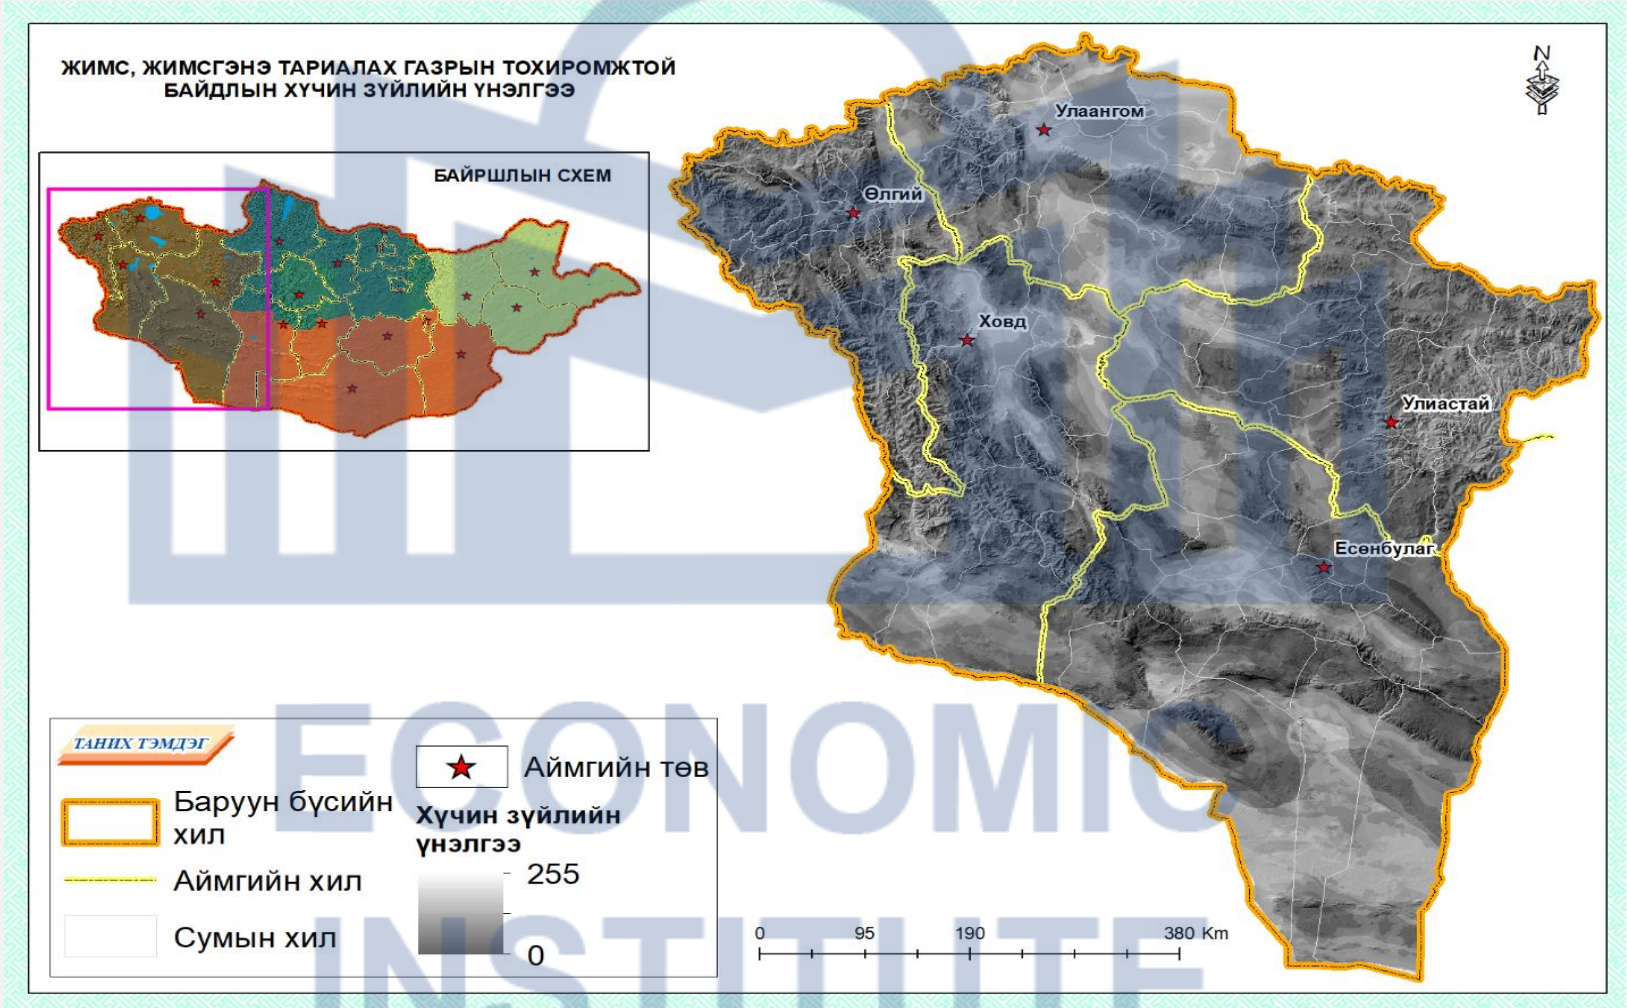 ЖИМС, ЖИМСГЭНЭ ТАРИАЛАХ ГАЗРЫН ТОХИРОМЖТОЙ
БАЙДЛЫН ХҮЧИН ЗҮЙЛИЙН ҮНЭЛГЭЭ
N
БАЙРШЛЫН СХЕМ
Улаангом
Өлгий
Ховд
Улиастай
Есөнбулаг
ТАНИХ ТЭМДЭГ
Баруун бүсийн
хил
Аймгийн хил
Сумын хил
Аймгийн төв
Хүчин зүйлийн
үнэлгээ
255
0
0 95 190 380 Km
ECONOMIC
INSTITUTE